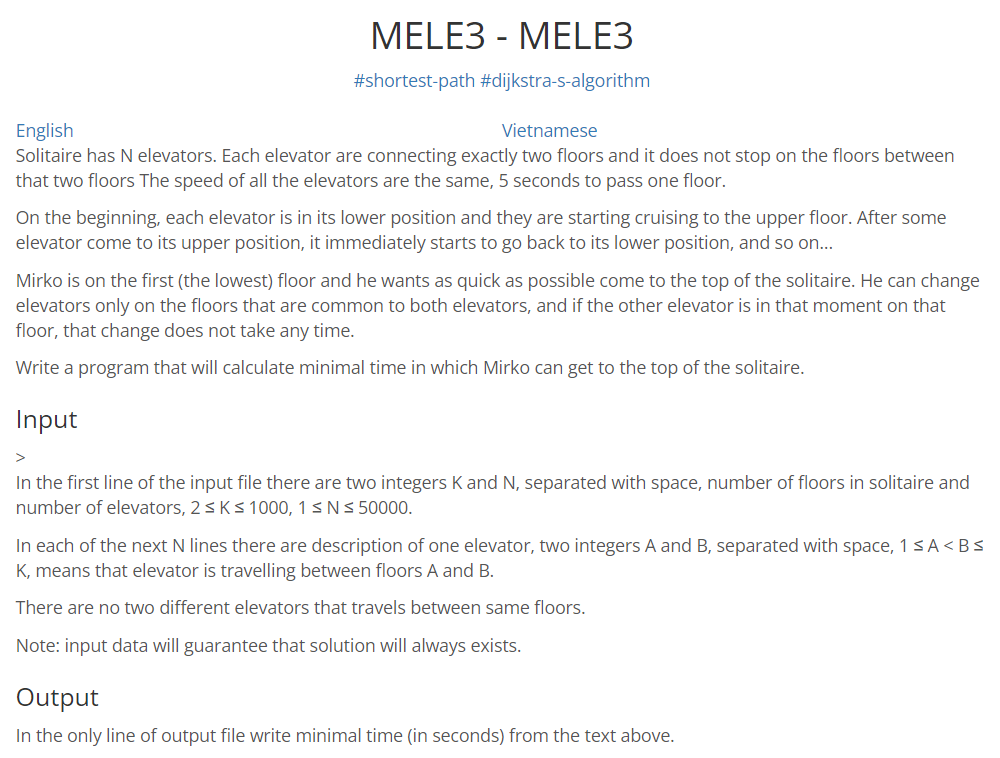 MELE3 - MELE3
#shortest-path #dijkstra-s-algorithm
English
Vietnamese
Solitaire has N elevators. Each elevator are connecting exactly two floors and it does not stop on the floors between
that two floors The speed of all the elevators are the same, 5 seconds to pass one floor.
On the beginning, each elevator is in its lower position and they are starting cruising to the upper floor. After some
elevator come to its upper position, it immediately starts to go back to its lower position, and so on...
Mirko is on the first (the lowest) floor and he wants as quick as possible come to the top of the solitaire. He can change
elevators only on the floors that are common to both elevators, and if the other elevator is in that moment on that
floor, that change does not take any time.
Write a program that will calculate minimal time in which Mirko can get to the top of the solitaire.
Input
>
In the first line of the input file there are two integers K and N, separated with space, number of floors in solitaire and
number of elevators, 2 ≤ K ≤ 1000, 1 ≤ N ≤ 50000.
In each of the next N lines there are description of one elevator, two integers A and B, separated with space, 1 ≤ A < B ≤
K, means that elevator is travelling between floors A and B.
There are no two different elevators that travels between same floors.
Note: input data will guarantee that solution will always exists.
Output
In the only line of output file write minimal time (in seconds) from the text above.